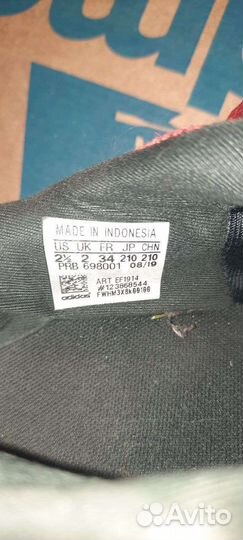 MADE IN INDONESIA
US UK FR JP CHN
2½ 2 34 210 210
PRB 698001 08/19
ART EF1914
#123868544
adidas
Avito